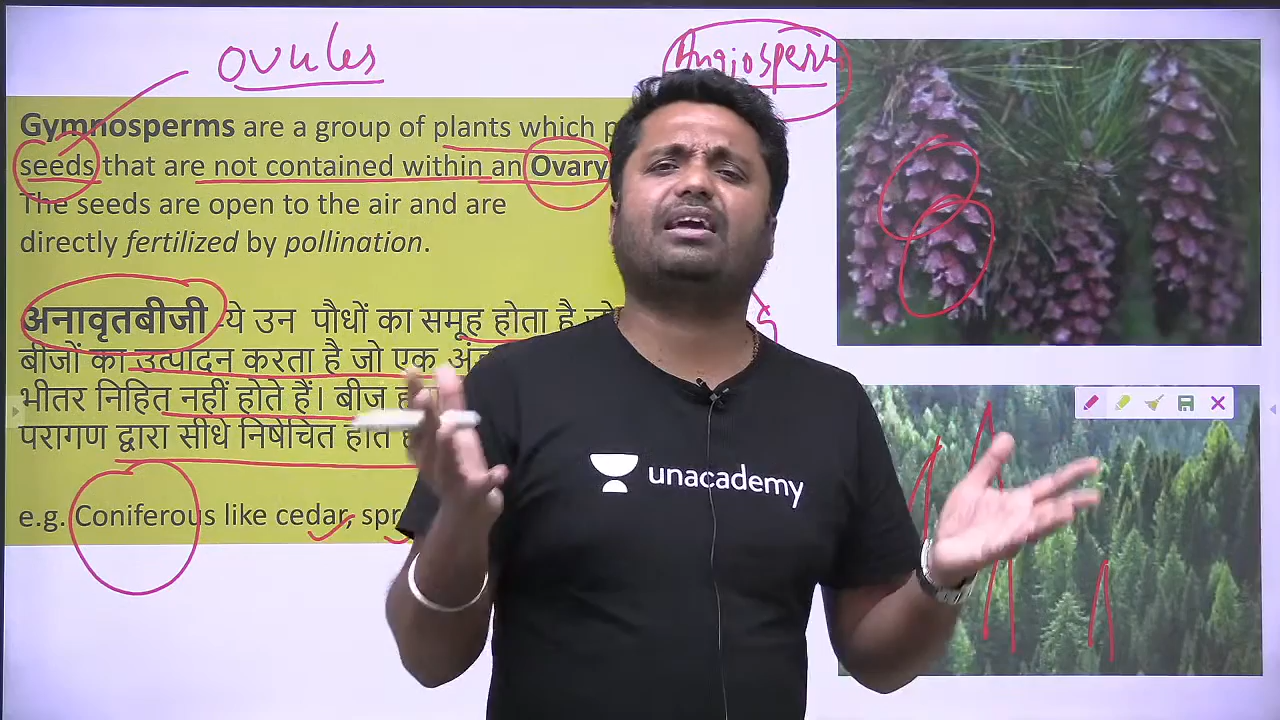 ovules
Angiosperm
Gymnosperms are a group of plants which
seeds that are not contained within an Ovary
The seeds are open to the air and are
directly fertilized by pollination.
अनावृतबीजी -ये उन पौधों का समूह होता है जो
बीजों का उत्पादन करता है जो एक
भीतर निहित नहीं होते हैं। बीज
परागण द्वारा सीधे निषेचित होते
e.g. Coniferous like cedar,
unacademy